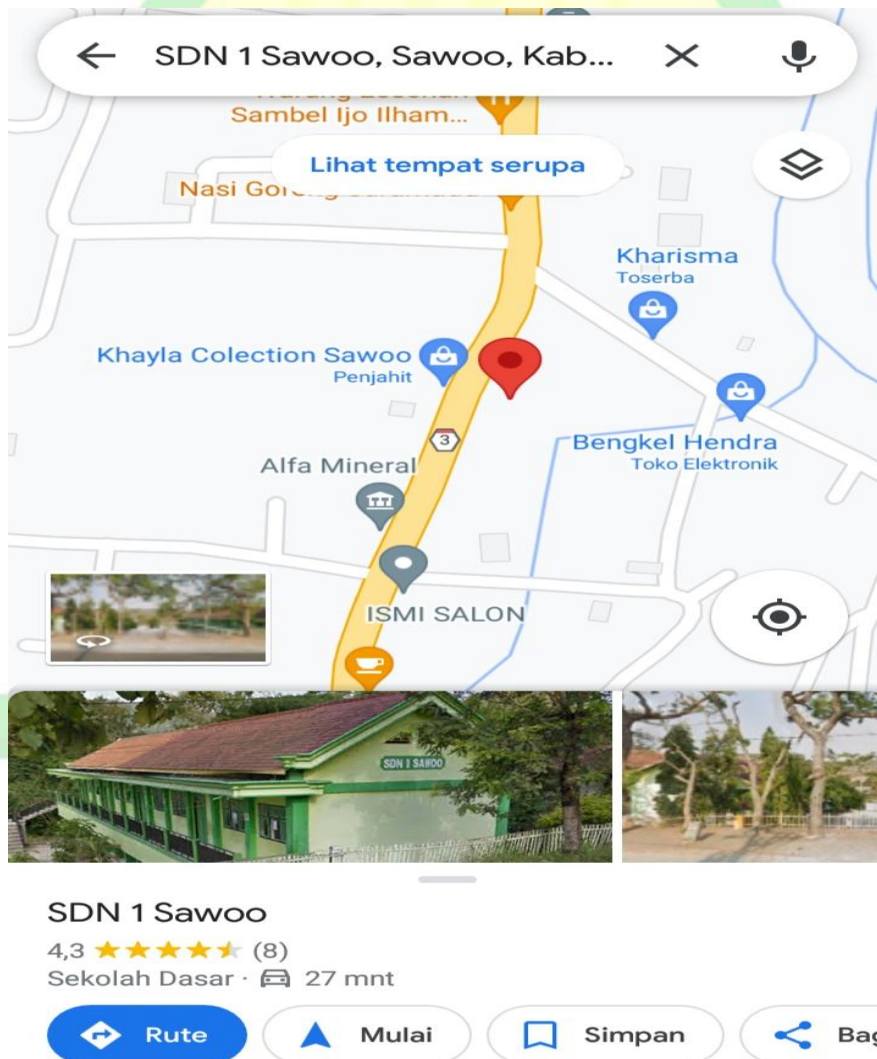 SDN 1 Sawoo, Sawoo, Kab...
Sambel Ijo Ilham...
Lihat tempat serupa
Nasi
Kharisma
Toserba
Khayla Colection Sawoo
Penjahit
3
Bengkel Hendra
Toko Elektronik
Alfa Mineral
ISMI SALON
SDN 1 SAWOO
SDN 1 Sawoo
4,3 (8)
Sekolah Dasar · 27 mnt
Rute
Mulai
Simpan
Bag